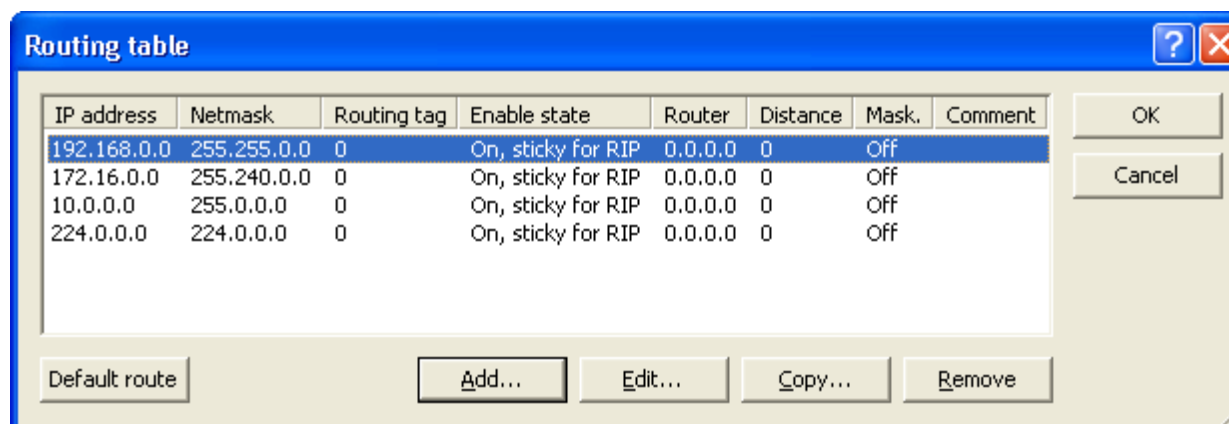 Routing table
IP address Netmask Routing tag Enable state Router Distance Mask. Comment
192.168.0.0 255.255.0.0 0 On, sticky for RIP 0.0.0.0 0 Off
172.16.0.0 255.240.0.0 0 On, sticky for RIP 0.0.0.0 0 Off
10.0.0.0 255.0.0.0 0 On, sticky for RIP 0.0.0.0 0 Off
224.0.0.0 224.0.0.0 0 On, sticky for RIP 0.0.0.0 0 Off
OK
Cancel
Default route Add... Edit... Copy... Remove